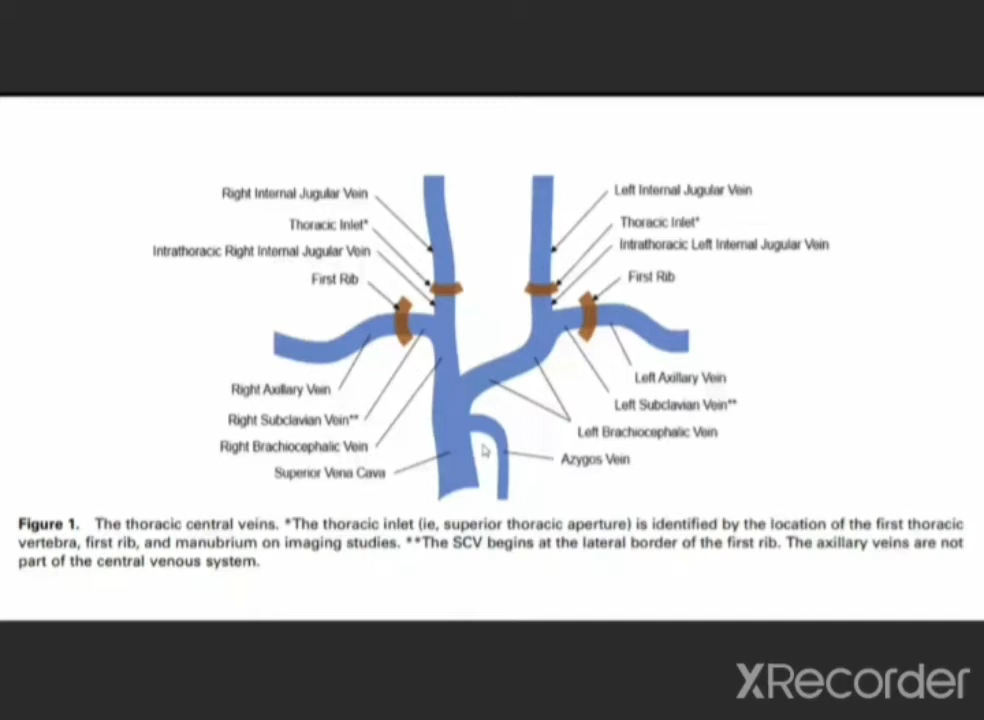 Right Internal Jugular Vein
Thoracic Inlet*
Intrathoracic Right Internal Jugular Vein
First Rib
Left Internal Jugular Vein
Thoracic Inlet*
Intrathoracic Left Internal Jugular Vein
First Rib
Right Axillary Vein
Right Subclavian Vein**
Right Brachiocephalic Vein
Superior Vena Cava
Left Axillary Vein
Left Subclavian Vein**
Left Brachiocephalic Vein
Azygos Vein
Figure 1. The thoracic central veins. *The thoracic inlet (ie, superior thoracic aperture) is identified by the location of the first thoracic
vertebra, first rib, and manubrium on imaging studies. **The SCV begins at the lateral border of the first rib. The axillary veins are not
part of the central venous system.
XRecorder